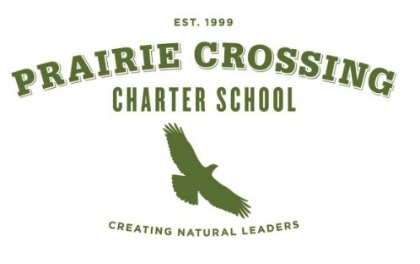 EST. 1999
PRAIRIE CROSSING
CHARTER SCHOOL
CREATING NATURAL LEADERS